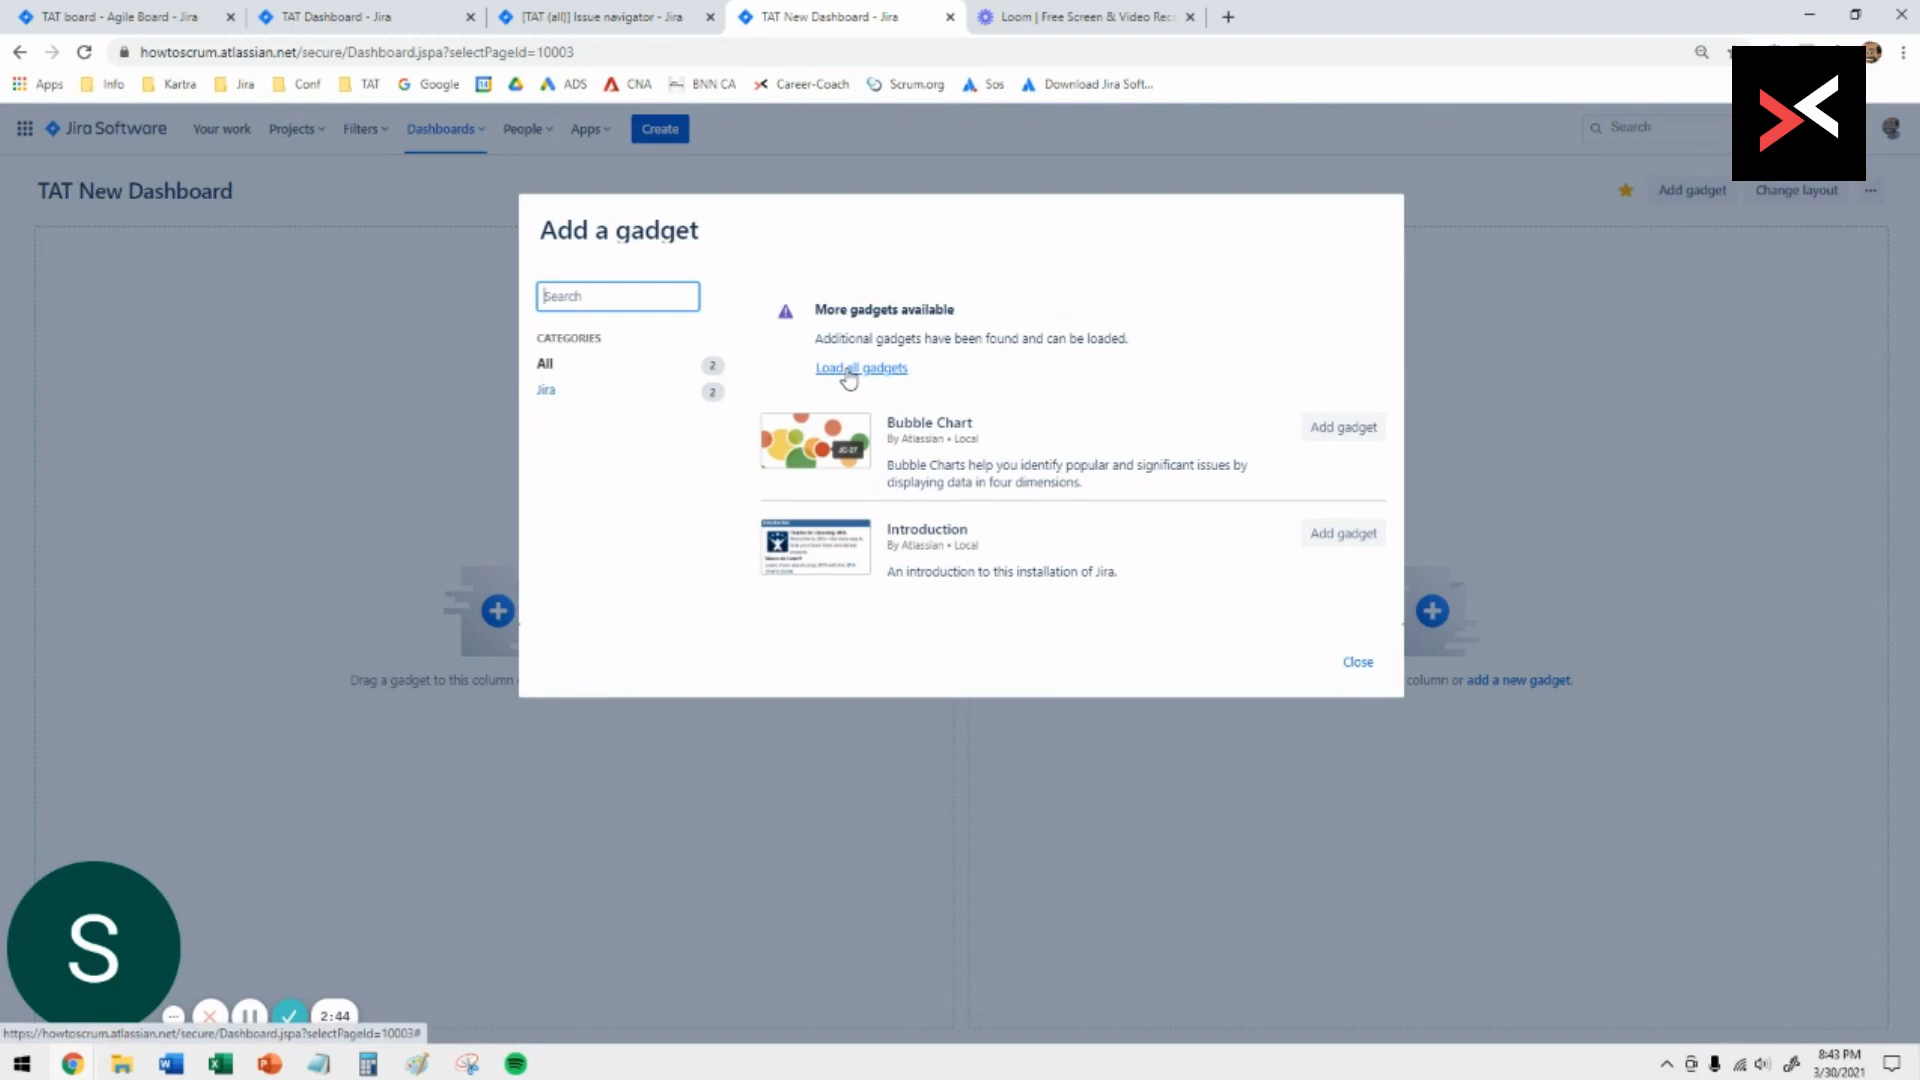 TAT board - Agile Board - Jira
TAT Dashboard - Jira
[TAT (all)] Issue navigator - Jira
TAT New Dashboard - Jira
Loom | Free Screen & Video Rec
howtoscrum.atlassian.net/secure/Dashboard.jspa?selectPageId=10003
Apps Info Kartra Jira Conf TAT Google ADS CNA BNN CA Career-Coach Scrum.org Sos Download Jira Soft...
Jira Software Your work Projects Filters Dashboards People Apps Create Search
TAT New Dashboard
Add gadget Change layout
Add a gadget
Search
CATEGORIES
All 2
Jira 2
More gadgets available
Additional gadgets have been found and can be loaded.
Load all gadgets
Bubble Chart
By Atlassian • Local
Bubble Charts help you identify popular and significant issues by
displaying data in four dimensions.
Add gadget
Introduction
By Atlassian • Local
An introduction to this installation of Jira.
Add gadget
Close
Drag a gadget to this column
column or add a new gadget.
S
2:44
https://howtoscrum.atlassian.net/secure/Dashboard.jspa?selectPageId=10003#
8:43 PM
3/30/2021